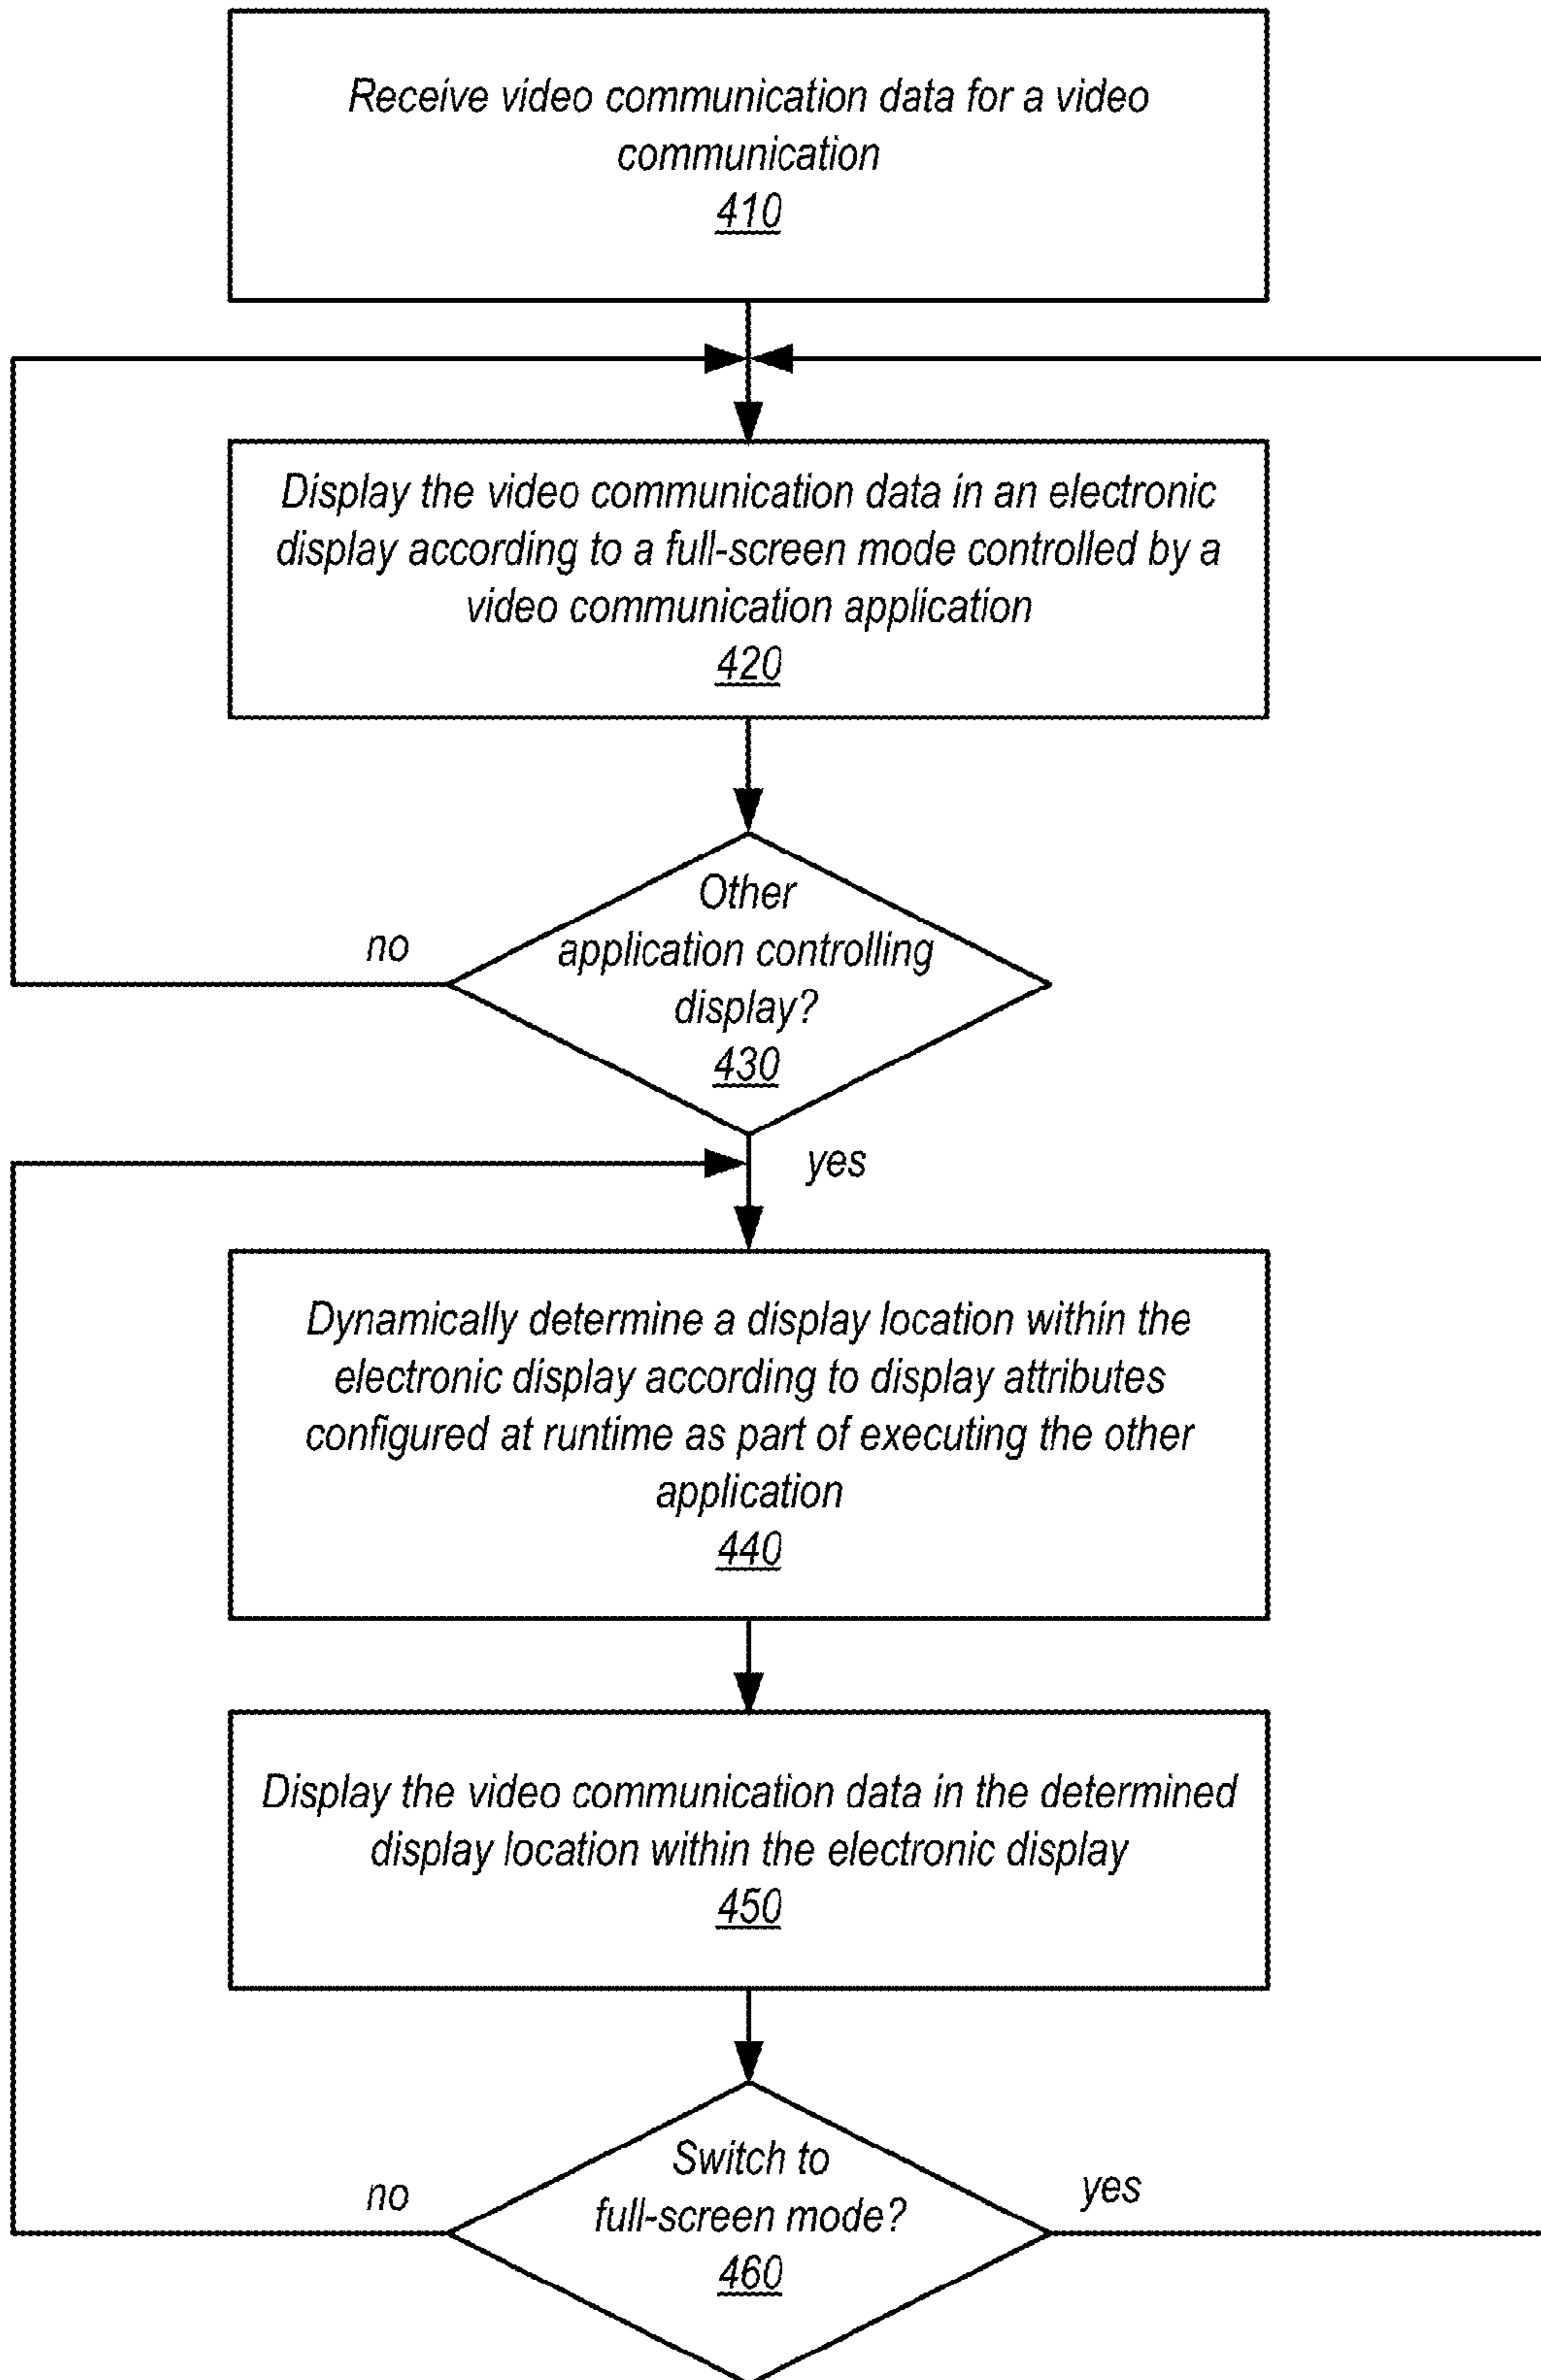 Receive video communication data for a video
communication
410
Display the video communication data in an electronic
display according to a full-screen mode controlled by a
video communication application
420
Other
application controlling
display?
430
no
yes
Dynamically determine a display location within the
electronic display according to display attributes
configured at runtime as part of executing the other
application
440
Display the video communication data in the determined
display location within the electronic display
450
Switch to
full-screen mode?
460
no
yes